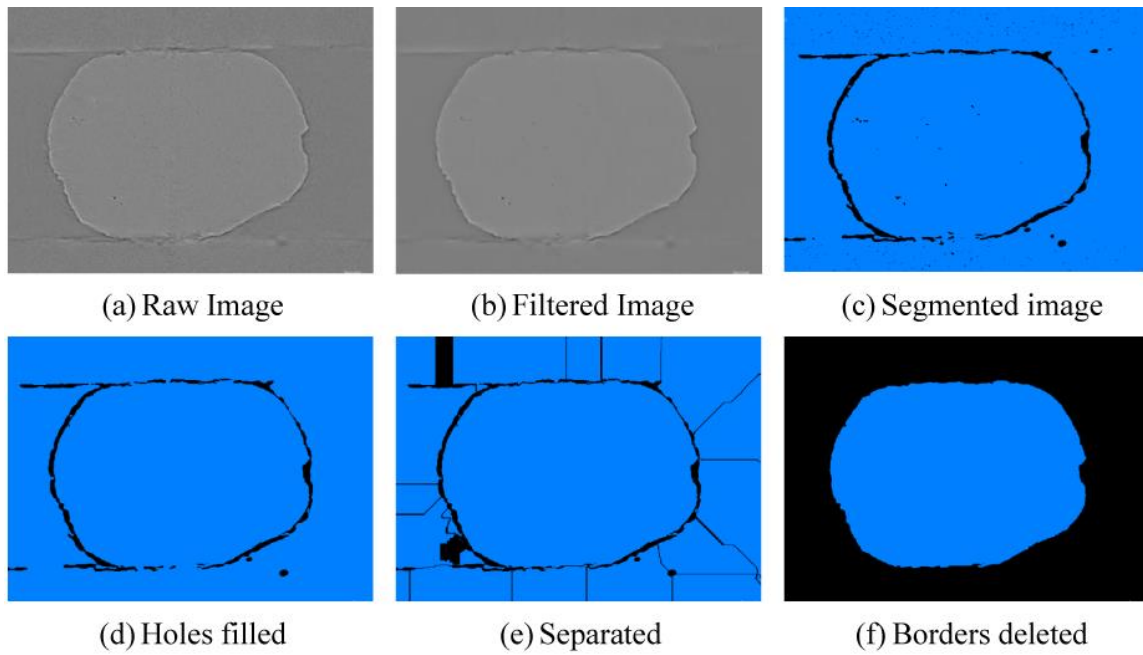 (a) Raw Image
(b) Filtered Image
(c) Segmented image
(d) Holes filled
(e) Separated
(f) Borders deleted